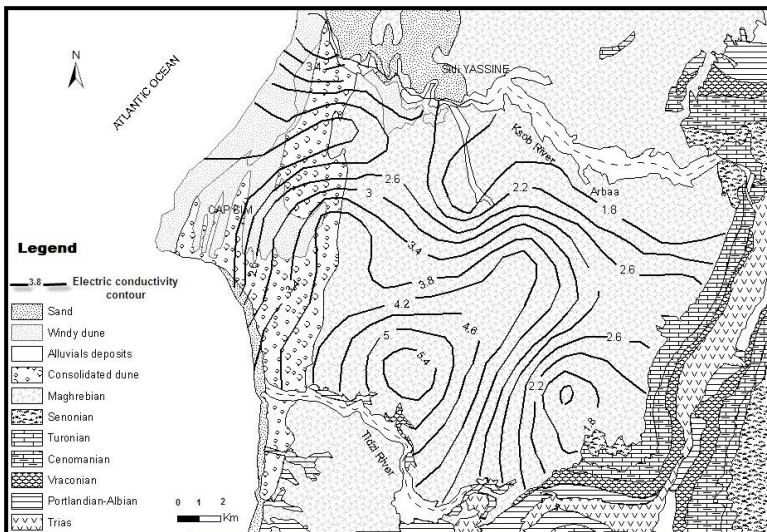 N
ATLANTIC OCEAN
3.4
Sidi YASSINE
Ksob River
2.6
3
2.2
Arbaa
1.8
CAP SIM
3.4
2.6
3.8
4.2
4.6
5
5.4
2.6
2.2
1.8
Tidzi River
Legend
3.8 Electric conductivity
contour
Sand
Windy dune
Alluvials deposits
Consolidated dune
Maghrebian
Senonian
Turonian
Cenomanian
Vraconian
Portlandian-Albian
Trias
0 1 2
Km